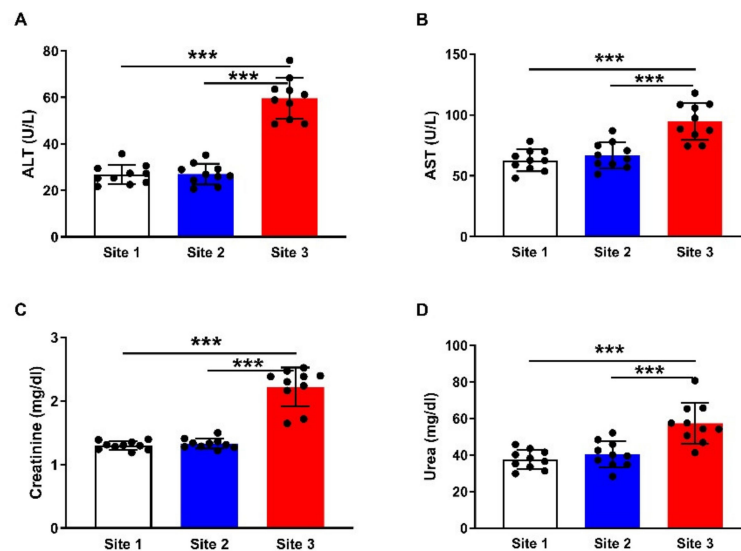 A
***
***
ALT (U/L)
80
60
40
20
0
Site 1 Site 2 Site 3
B
***
***
AST (U/L)
150
100
50
0
Site 1 Site 2 Site 3
C
***
***
Creatinine (mg/dl)
3
2
1
0
Site 1 Site 2 Site 3
D
***
***
Urea (mg/dl)
100
80
60
40
20
0
Site 1 Site 2 Site 3